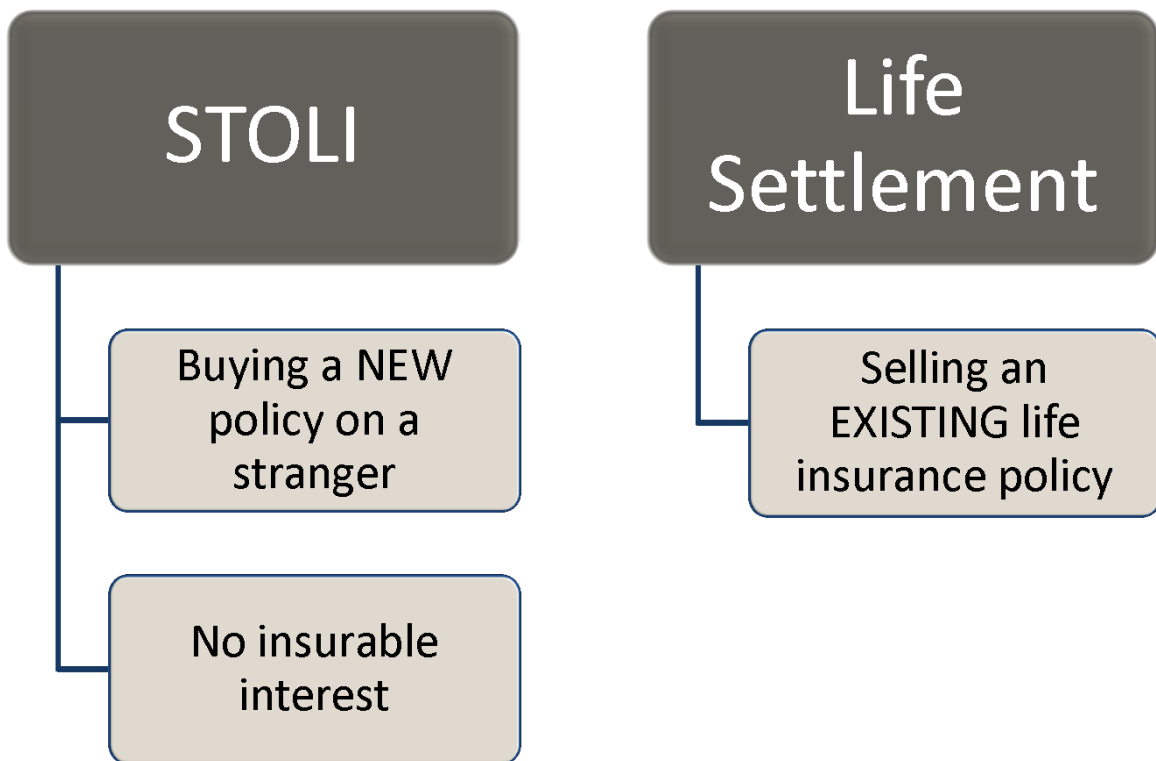 STOLI
Buying a NEW
policy on a
stranger
No insurable
interest
Life
Settlement
Selling an
EXISTING life
insurance policy